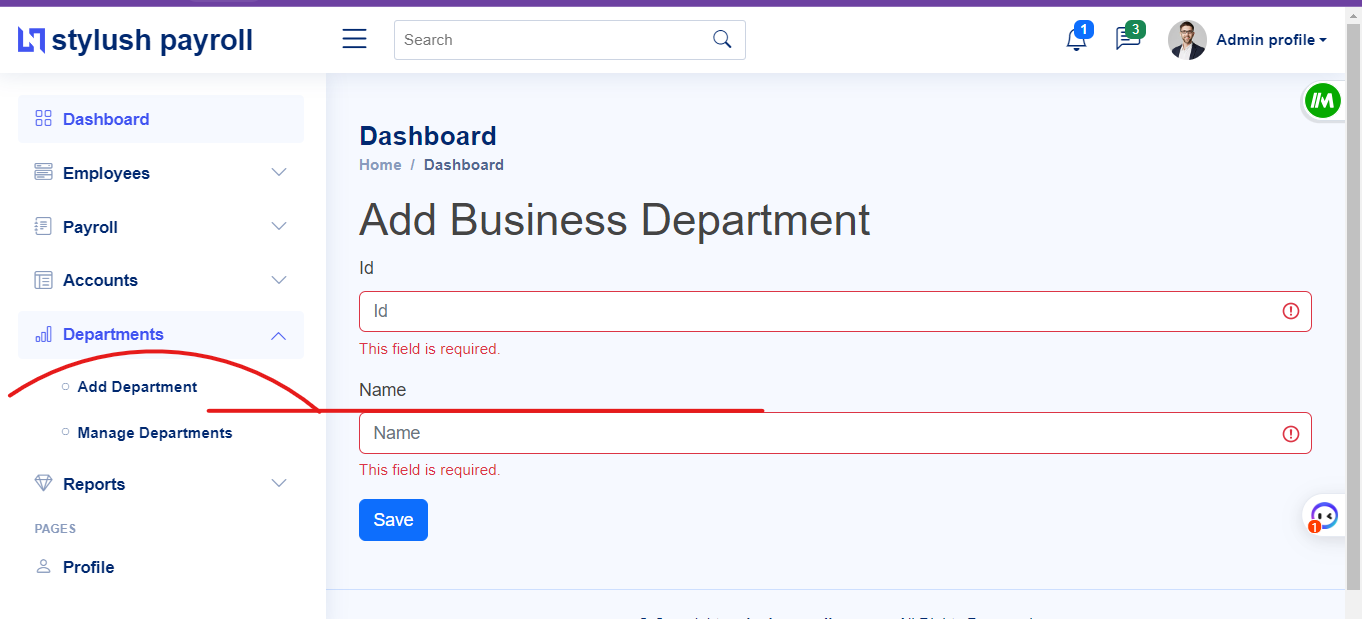 stylush payroll
Search
1
3
Admin profile
Dashboard
Employees
Payroll
Accounts
Departments
Add Department
Manage Departments
Reports
PAGES
Profile
Dashboard
Home / Dashboard
Add Business Department
Id
Id
This field is required.
Name
Name
This field is required.
Save
1